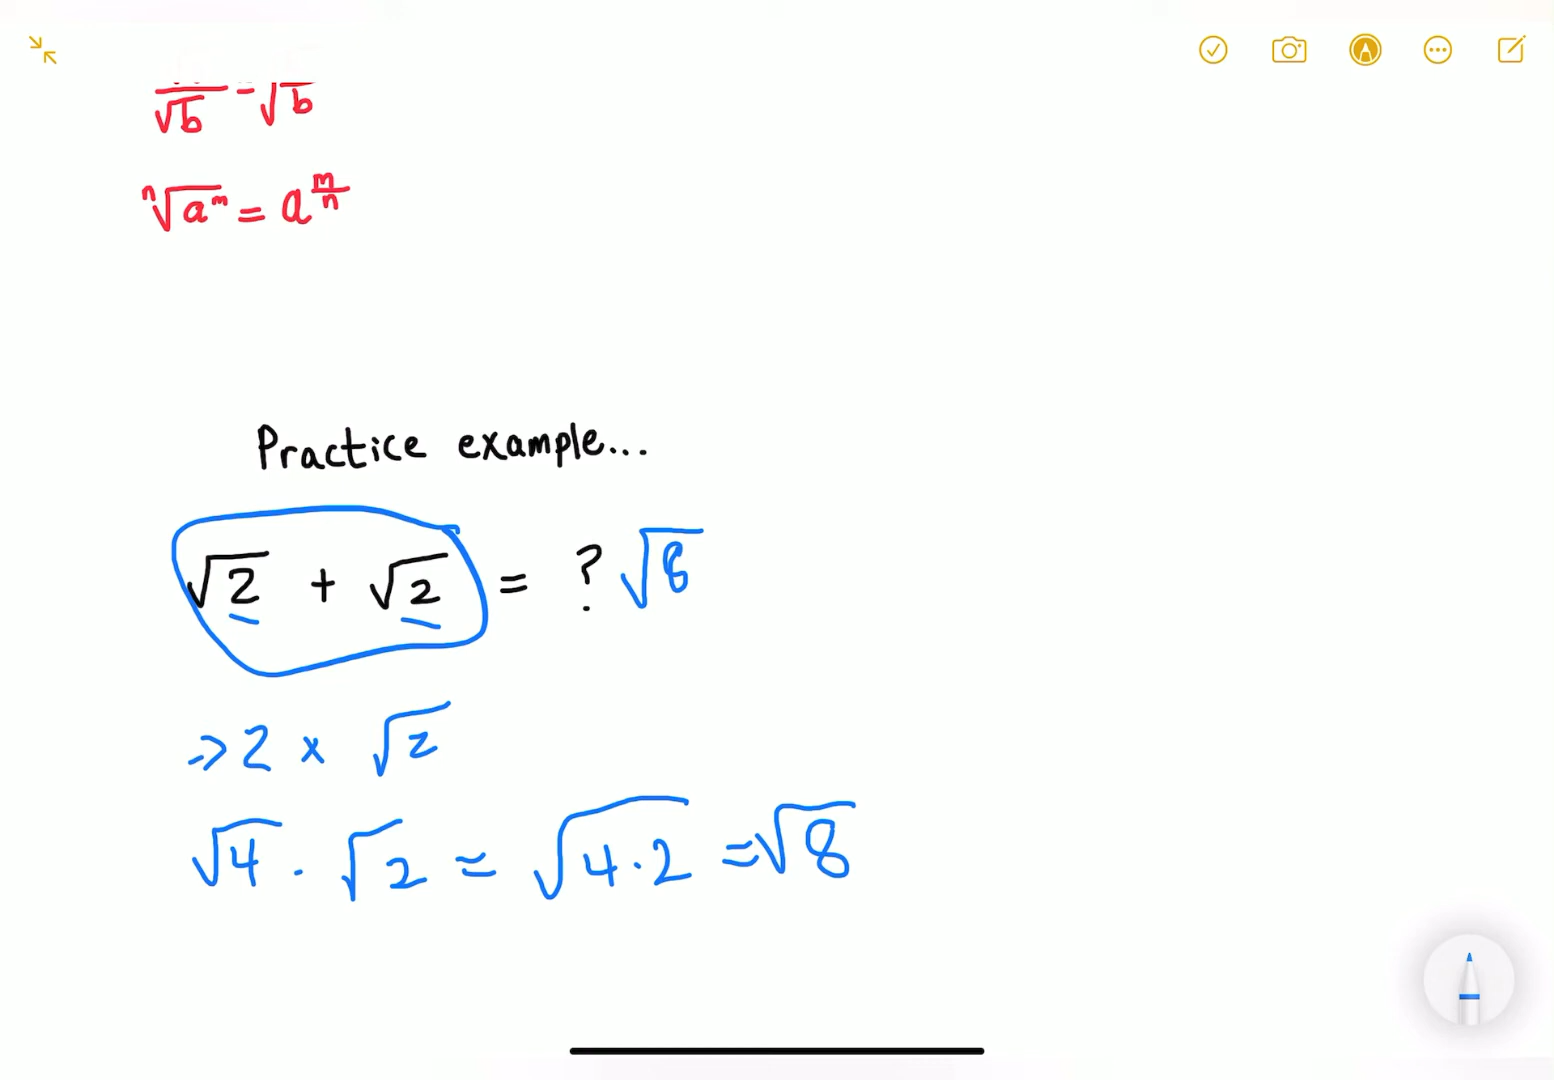 √b = √b
ⁿ√aᵐ = a^(m/n)
Practice example...
√2 + √2 = ? √8
⇒ 2 × √2
√4 · √2 = √4·2 = √8